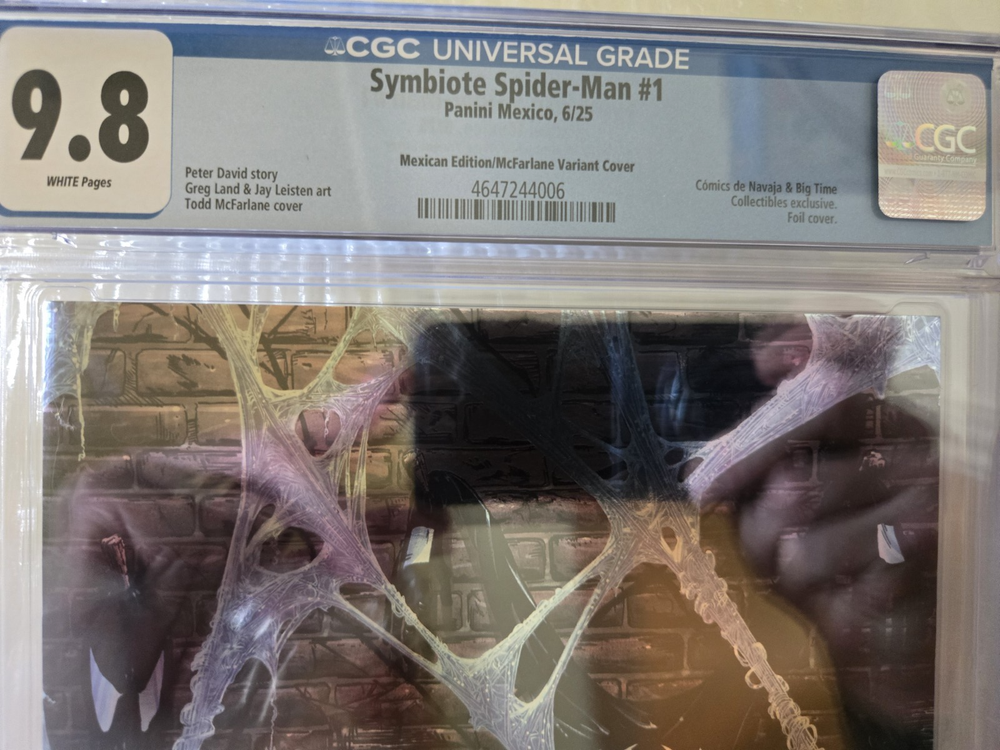 CGC UNIVERSAL GRADE
9.8
WHITE Pages
Symbiote Spider-Man #1
Panini Mexico, 6/25
Mexican Edition/McFarlane Variant Cover
4647244006
Peter David story
Greg Land & Jay Leisten art
Todd McFarlane cover
Cómics de Navaja & Big Time
Collectibles exclusive.
Foil cover.
CGC
Guaranty Company